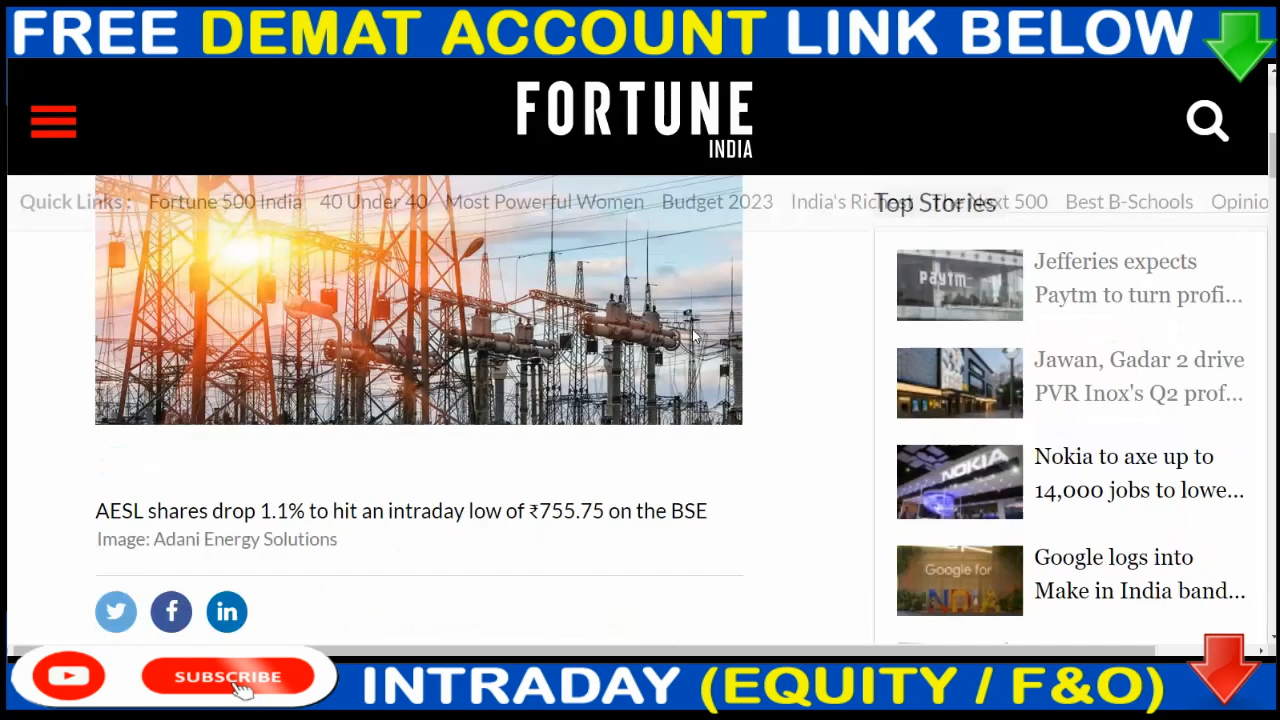 FREE DEMAT ACCOUNT LINK BELOW
FORTUNE
INDIA
Quick Links: Fortune 500 India 40 Under 40 Most Powerful Women Budget 2023 India's The Next 500 Best B-Schools Opinio
Top Stories
paytm
Jefferies expects
Paytm to turn profi...
Jawan, Gadar 2 drive
PVR Inox's Q2 prof...
NOKIA
Nokia to axe up to
14,000 jobs to lowe...
Google for
Google logs into
Make in India band...
AESL shares drop 1.1% to hit an intraday low of ₹755.75 on the BSE
Image: Adani Energy Solutions
SUBSCRIBE
INTRADAY (EQUITY / F&O)